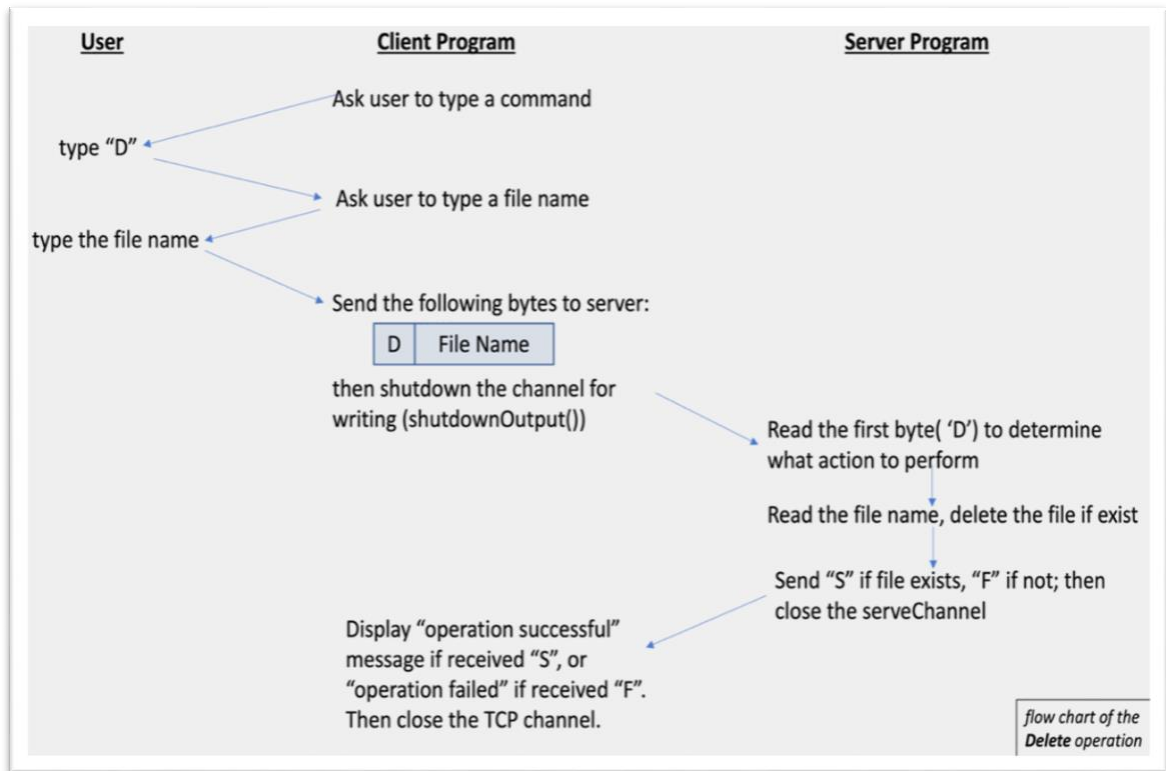 User
Client Program
Server Program
Ask user to type a command
type “D”
Ask user to type a file name
type the file name
Send the following bytes to server:
D
File Name
then shutdown the channel for
writing (shutdownOutput())
Read the first byte( ‘D’) to determine
what action to perform
Read the file name, delete the file if exist
Send “S” if file exists, “F” if not; then
close the serveChannel
Display “operation successful”
message if received “S”, or
“operation failed” if received “F”.
Then close the TCP channel.
flow chart of the
Delete operation